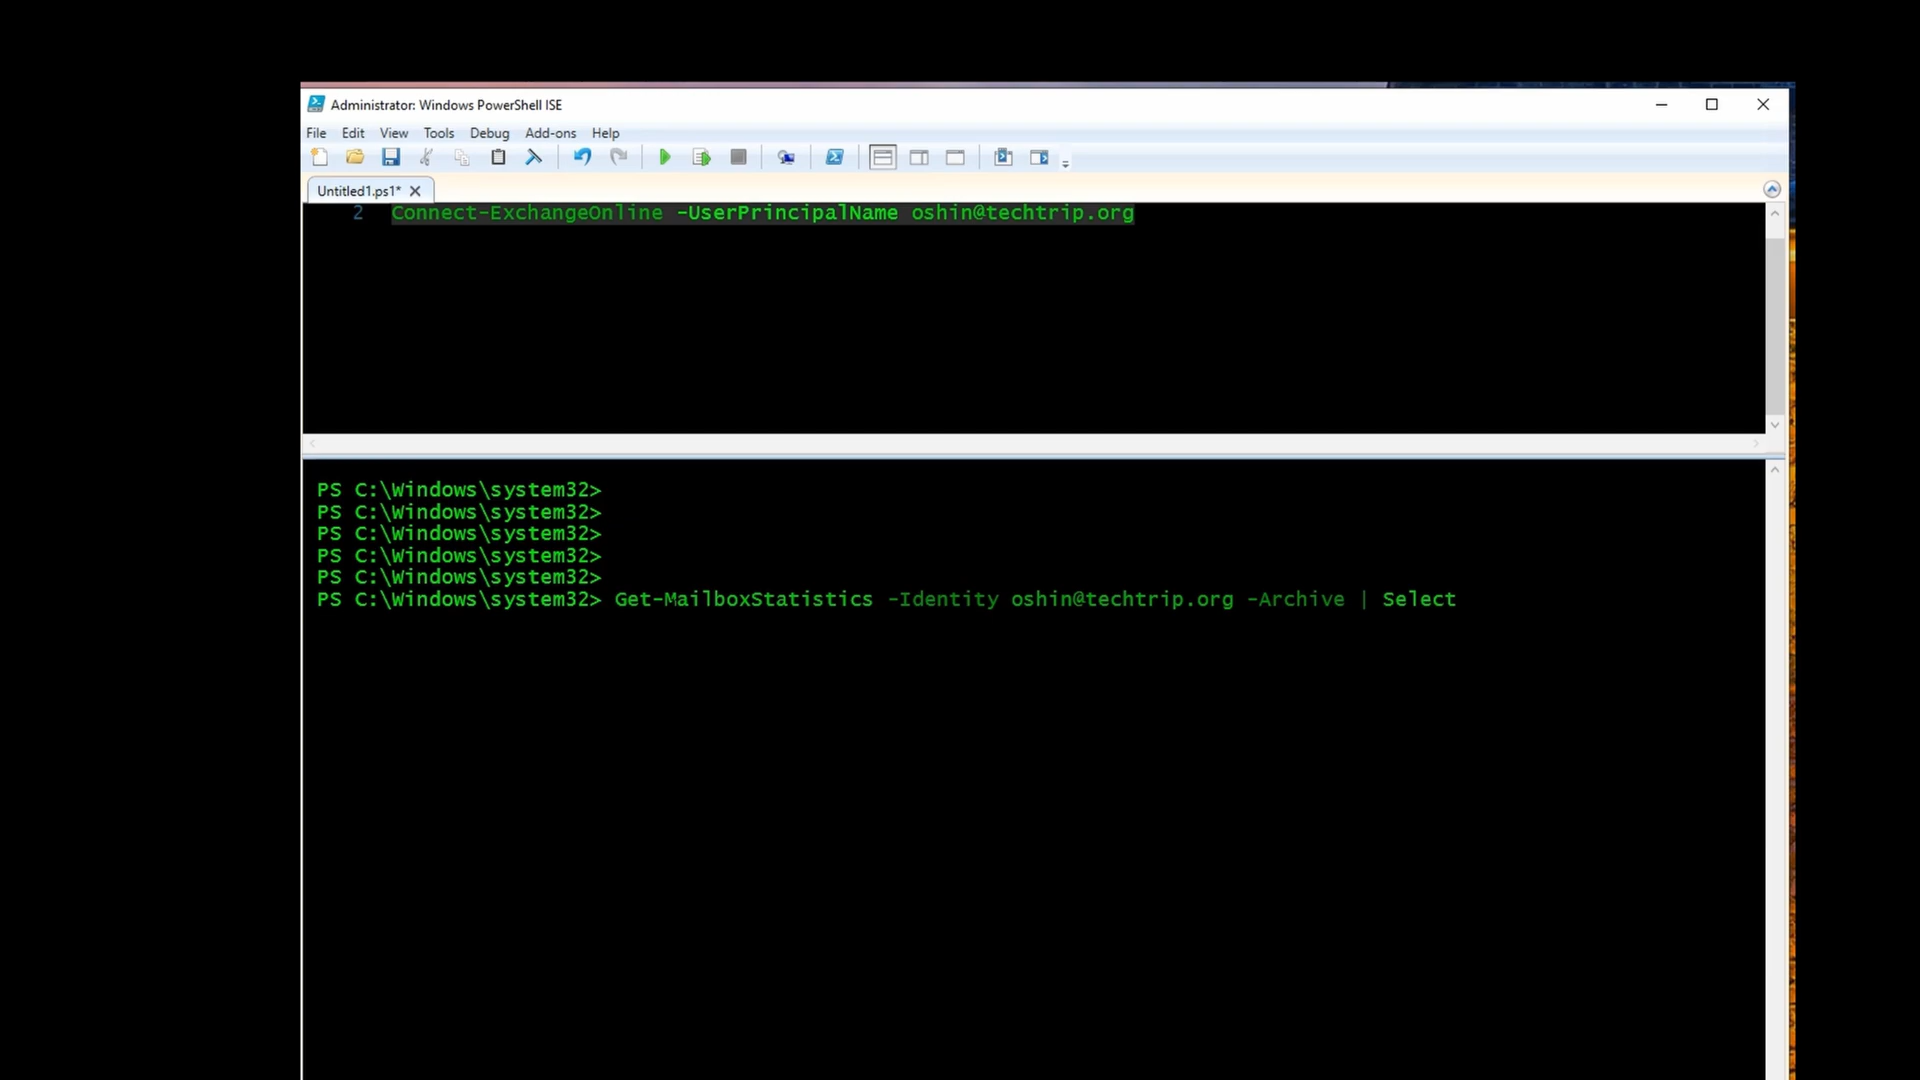 Administrator: Windows PowerShell ISE
File Edit View Tools Debug Add-ons Help
Untitled1.ps1*
2 Connect-ExchangeOnline -UserPrincipalName oshin@techtrip.org
PS C:\Windows\system32>
PS C:\Windows\system32>
PS C:\Windows\system32>
PS C:\Windows\system32>
PS C:\Windows\system32>
PS C:\Windows\system32> Get-MailboxStatistics -Identity oshin@techtrip.org -Archive | Select